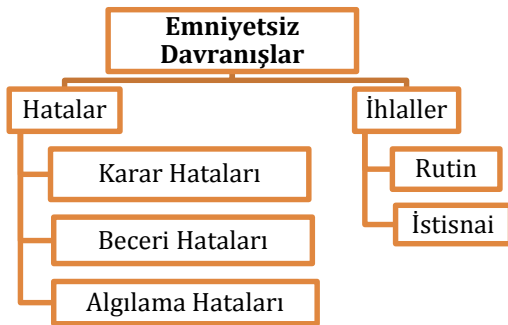 Emniyetsiz
Davranışlar
Hatalar
Karar Hataları
Beceri Hataları
Algılama Hataları
İhlaller
Rutin
İstisnai